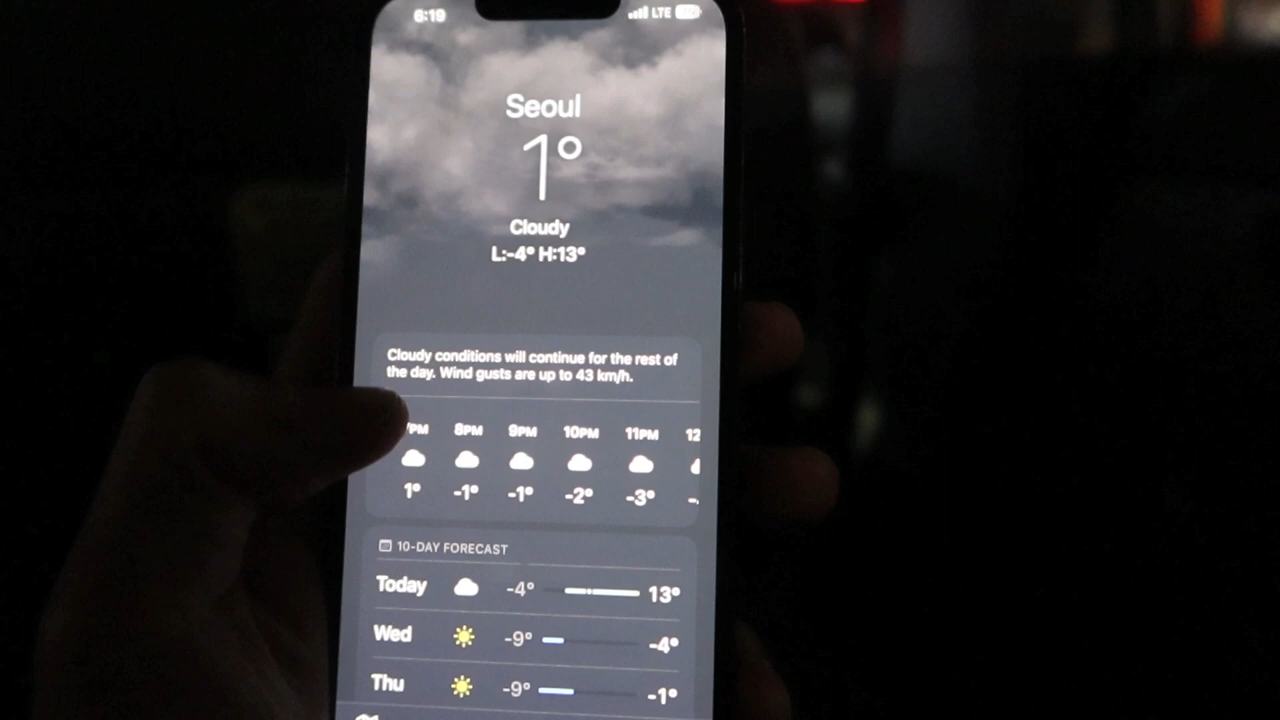 6:19 LTE
Seoul
1°
Cloudy
L:-4° H:13°
Cloudy conditions will continue for the rest of
the day. Wind gusts are up to 43 km/h.
PM 8PM 9PM 10PM 11PM 12
1° -1° -1° -2° -3° -
10-DAY FORECAST
Today -4° 13°
Wed -9° -4°
Thu -9° -1°